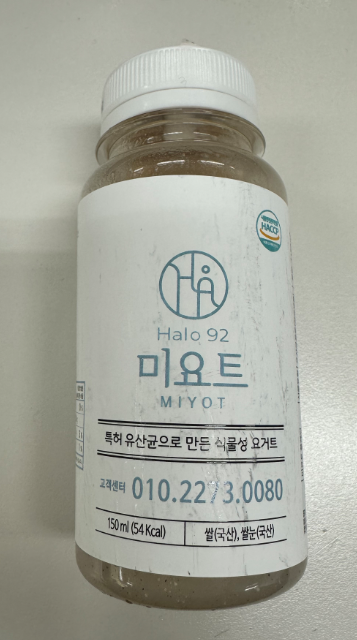 HACCP
Halo 92
미요트
MIYOT
특허 유산균으로 만든 식물성 요거트
고객센터 010.2273.0080
150 ml (54 Kcal) 쌀(국산), 쌀눈(국산)